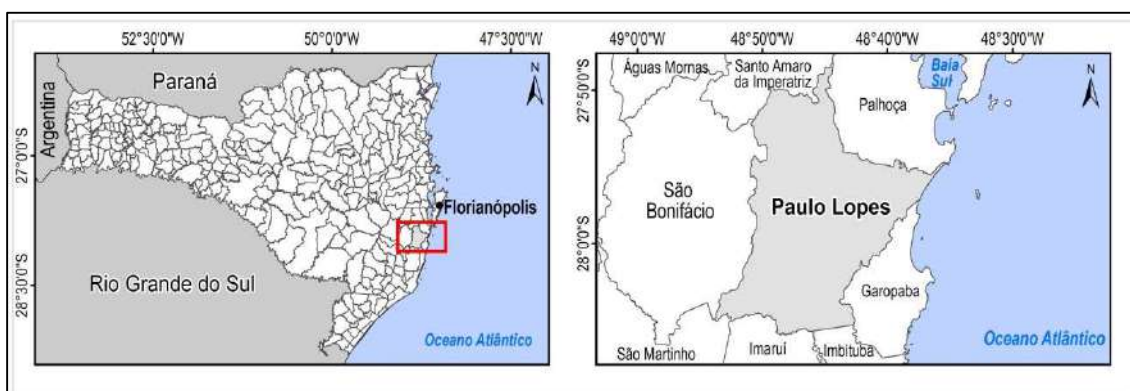 52°30'0"W
50°00'0"W
47°30'0"W
27°0'0"S
28°30'0"S
Argentina
Paraná
N
Florianópolis
Rio Grande do Sul
Oceano Atlântico
49°0'0"W
48°50'0"W
48°40'0"W
48°30'0"W
27°50'0"S
28°0'0"S
Águas Mornas
Santo Amaro
da Imperatriz
Baía
Sul
N
Palhoça
São
Bonifácio
Paulo Lopes
Garopaba
São Martinho
Imaruí
Imbituba
Oceano Atlântico